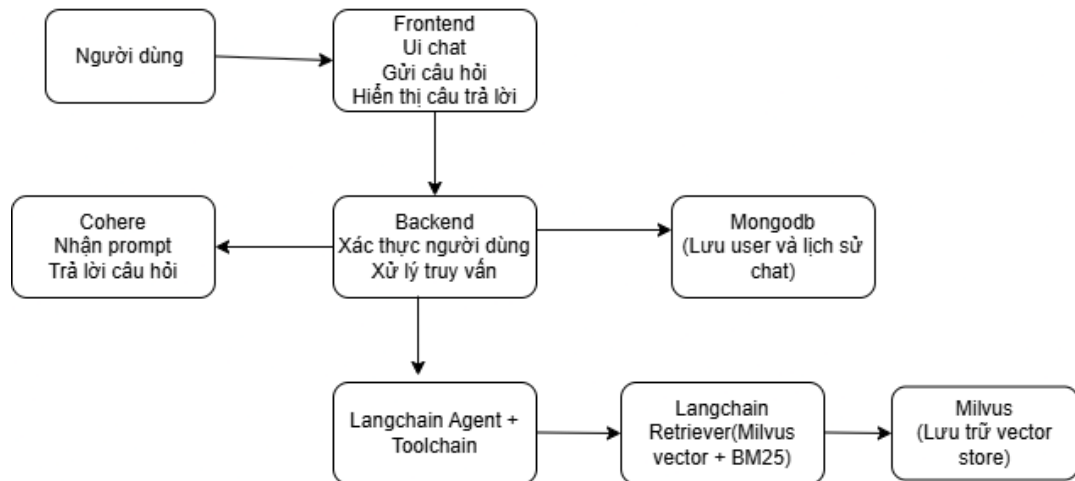 Người dùng
Frontend
Ui chat
Gửi câu hỏi
Hiển thị câu trả lời
Cohere
Nhận prompt
Trả lời câu hỏi
Backend
Xác thực người dùng
Xử lý truy vấn
Mongodb
(Lưu user và lịch sử
chat)
Langchain Agent +
Toolchain
Langchain
Retriever(Milvus
vector + BM25)
Milvus
(Lưu trữ vector
store)